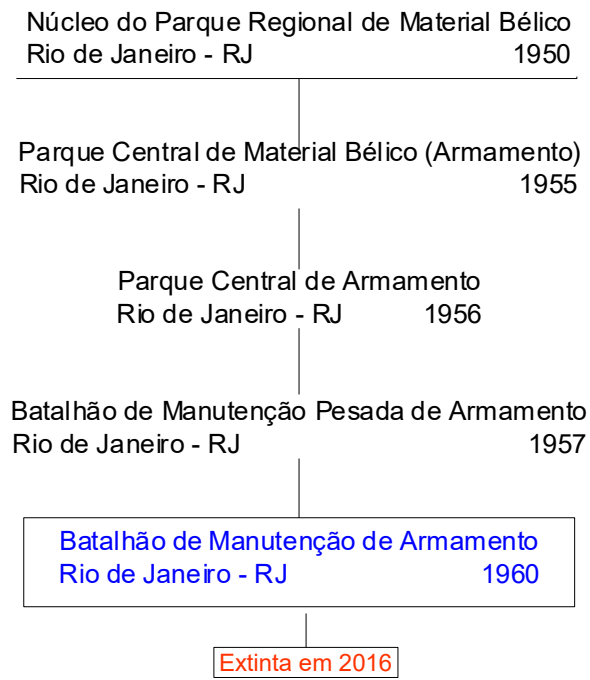 Núcleo do Parque Regional de Material Bélico
Rio de Janeiro - RJ 1950
Parque Central de Material Bélico (Armamento)
Rio de Janeiro - RJ 1955
Parque Central de Armamento
Rio de Janeiro - RJ 1956
Batalhão de Manutenção Pesada de Armamento
Rio de Janeiro - RJ 1957
Batalhão de Manutenção de Armamento
Rio de Janeiro - RJ 1960
Extinta em 2016